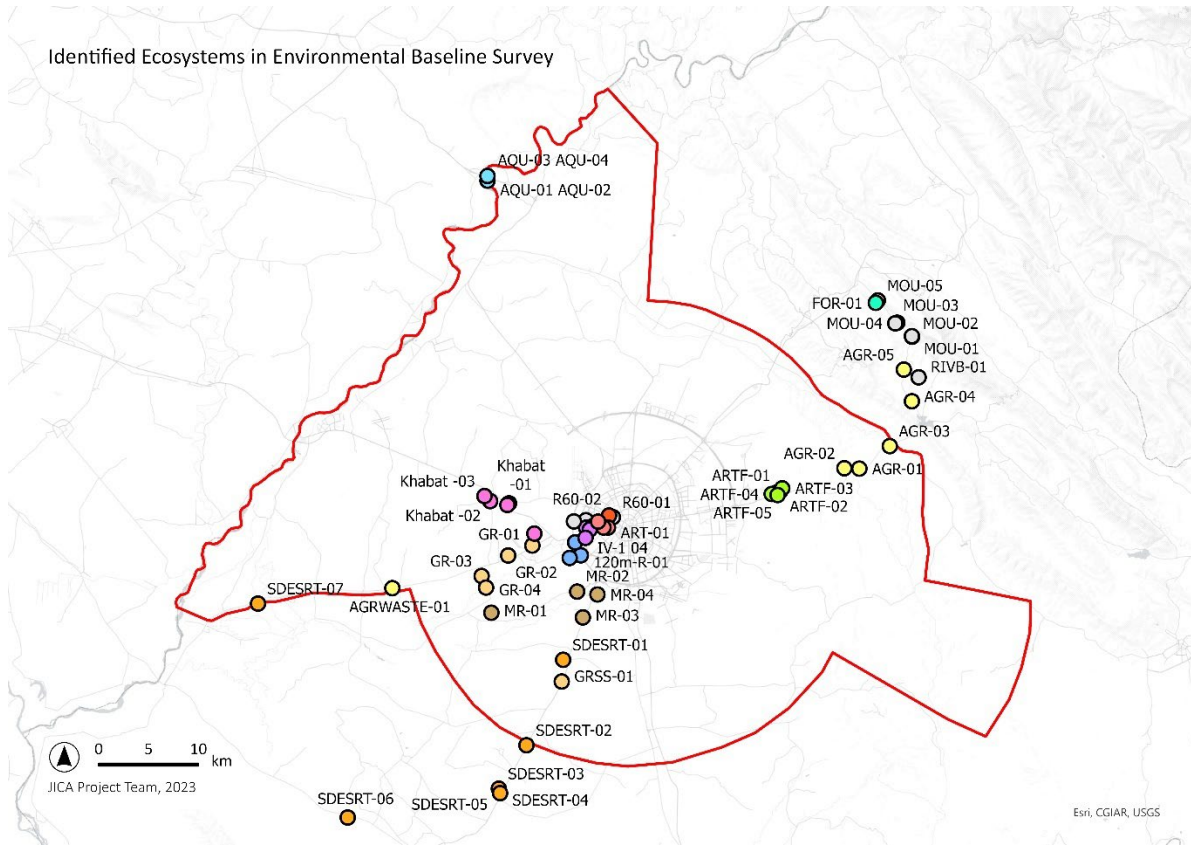 Identified Ecosystems in Environmental Baseline Survey
AQU-03 AQU-04
AQU-01 AQU-02
MOU-05
FOR-01
MOU-03
MOU-04
MOU-02
MOU-01
AGR-05
RIVB-01
AGR-04
AGR-03
AGR-02
AGR-01
ARTF-01
ARTF-03
ARTF-04
ARTF-02
ARTF-05
Khabat
-01
Khabat -03
Khabat -02
R60-02
R60-01
ART-01
GR-01
IV-1 04
120m-R-01
GR-02
GR-03
GR-04
MR-02
MR-04
MR-01
MR-03
SDESRT-07
AGRWASTE-01
SDESRT-01
GRSS-01
SDESRT-02
SDESRT-03
SDESRT-05
SDESRT-04
SDESRT-06
0 5 10
km
JICA Project Team, 2023
Esri, CGIAR, USGS